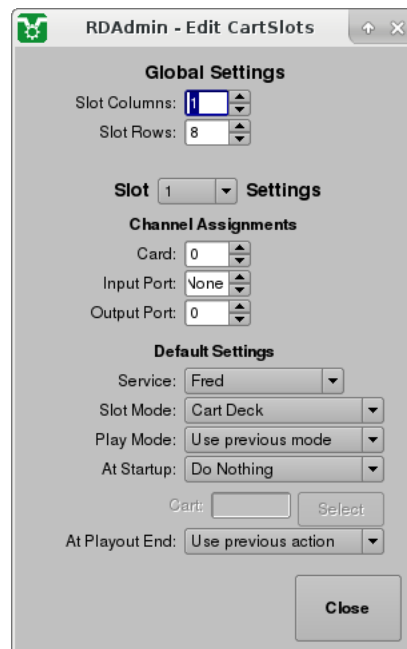 RDAdmin - Edit CartSlots
Global Settings
Slot Columns: 1
Slot Rows: 8
Slot 1 Settings
Channel Assignments
Card: 0
Input Port: None
Output Port: 0
Default Settings
Service: Fred
Slot Mode: Cart Deck
Play Mode: Use previous mode
At Startup: Do Nothing
Cart: Select
At Playout End: Use previous action
Close